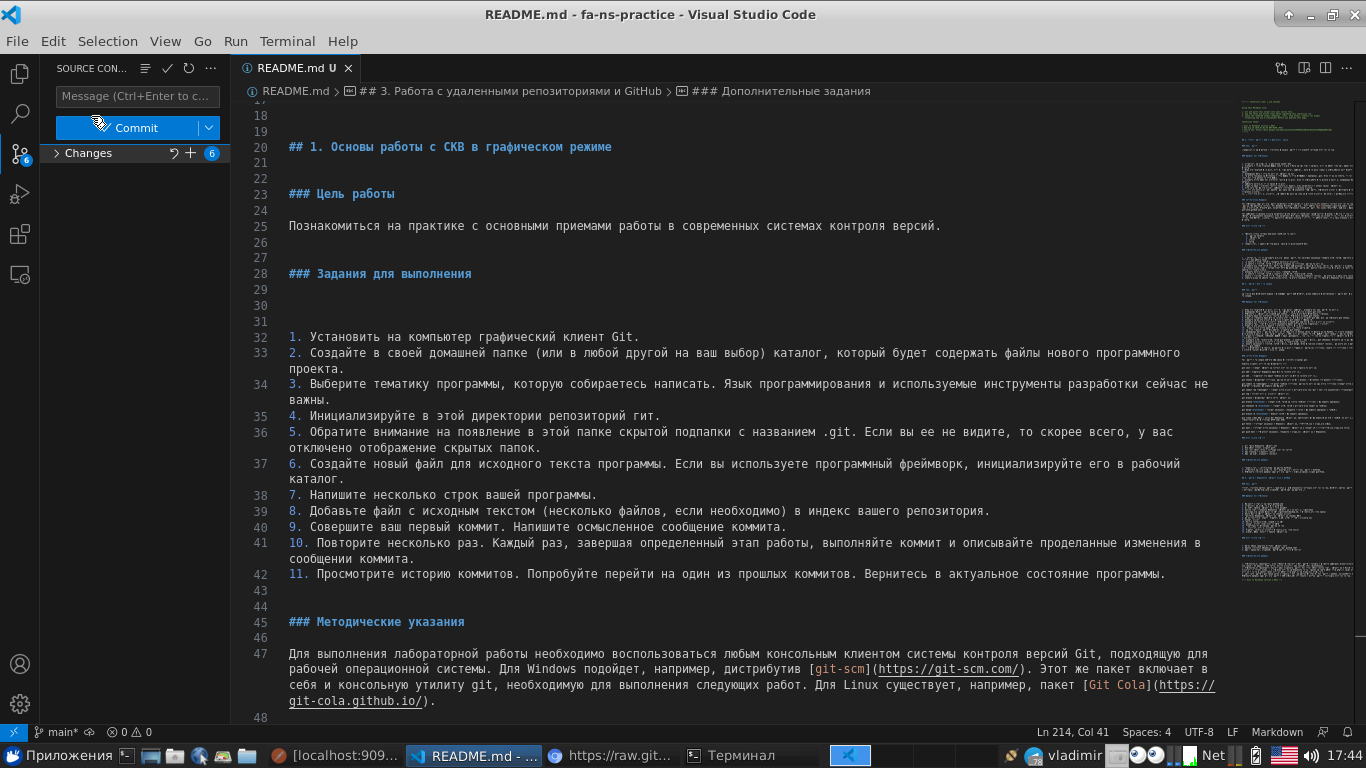 README.md - fa-ns-practice - Visual Studio Code
File Edit Selection View Go Run Terminal Help
SOURCE CON...
README.md U
README.md > ## 3. Работа с удаленными репозиториями и GitHub > ### Дополнительные задания
Message (Ctrl+Enter to c...
Commit
Changes 6
6
17
18
19
20 ## 1. Основы работы с СКВ в графическом режиме
21
22
23 ### Цель работы
24
25 Познакомиться на практике с основными приемами работы в современных системах контроля версий.
26
27
28 ### Задания для выполнения
29
30
31
32 1. Установить на компьютер графический клиент Git.
33 2. Создайте в своей домашней папке (или в любой другой на ваш выбор) каталог, который будет содержать файлы нового программного
проекта.
34 3. Выберите тематику программы, которую собираетесь написать. Язык программирования и используемые инструменты разработки сейчас не
важны.
35 4. Инициализируйте в этой директории репозиторий гит.
36 5. Обратите внимание на появление в этой папке скрытой подпапки с названием .git. Если вы ее не видите, то скорее всего, у вас
отключено отображение скрытых папок.
37 6. Создайте новый файл для исходного текста программы. Если вы используете программный фреймворк, инициализируйте его в рабочий
каталог.
38 7. Напишите несколько строк вашей программы.
39 8. Добавьте файл с исходным текстом (несколько файлов, если необходимо) в индекс вашего репозитория.
40 9. Совершите ваш первый коммит. Напишите осмысленное сообщение коммита.
41 10. Повторите несколько раз. Каждый раз, завершая определенный этап работы, выполняйте коммит и описывайте проделанные изменения в
сообщении коммита.
42 11. Просмотрите историю коммитов. Попробуйте перейти на один из прошлых коммитов. Вернитесь в актуальное состояние программы.
43
44
45 ### Методические указания
46
47 Для выполнения лабораторной работы необходимо воспользоваться любым консольным клиентом системы контроля версий Git, подходящую для
рабочей операционной системы. Для Windows подойдет, например, дистрибутив [git-scm](https://git-scm.com/). Этот же пакет включает в
себя и консольную утилиту git, необходимую для выполнения следующих работ. Для Linux существует, например, пакет [Git Cola](https://
git-cola.github.io/).
48
main* 0 0 Ln 214, Col 41 Spaces: 4 UTF-8 LF Markdown
Приложения [localhost:909... README.md - ... https://raw.git... Терминал 78 vladimir Net 17:44